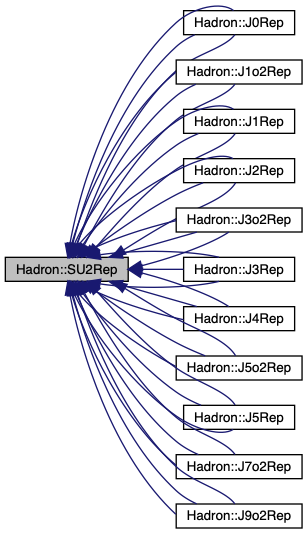 Hadron::J0Rep
Hadron::J1o2Rep
Hadron::J1Rep
Hadron::J2Rep
Hadron::J3o2Rep
Hadron::SU2Rep
Hadron::J3Rep
Hadron::J4Rep
Hadron::J5o2Rep
Hadron::J5Rep
Hadron::J7o2Rep
Hadron::J9o2Rep